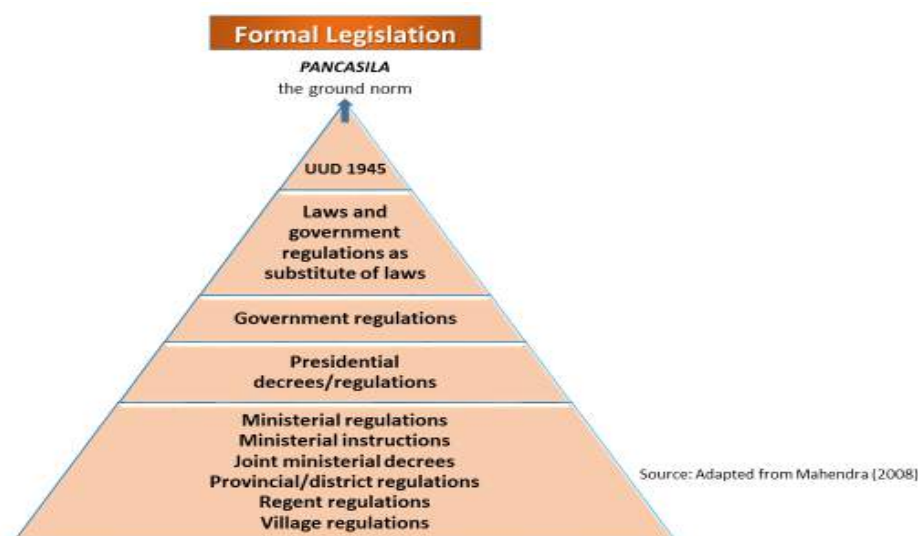 Formal Legislation
PANCASILA
the ground norm
UUD 1945
Laws and
government
regulations as
substitute of laws
Government regulations
Presidential
decrees/regulations
Ministerial regulations
Ministerial instructions
Joint ministerial decrees
Provincial/district regulations
Regent regulations
Village regulations
Source: Adapted from Mahendra (2008)